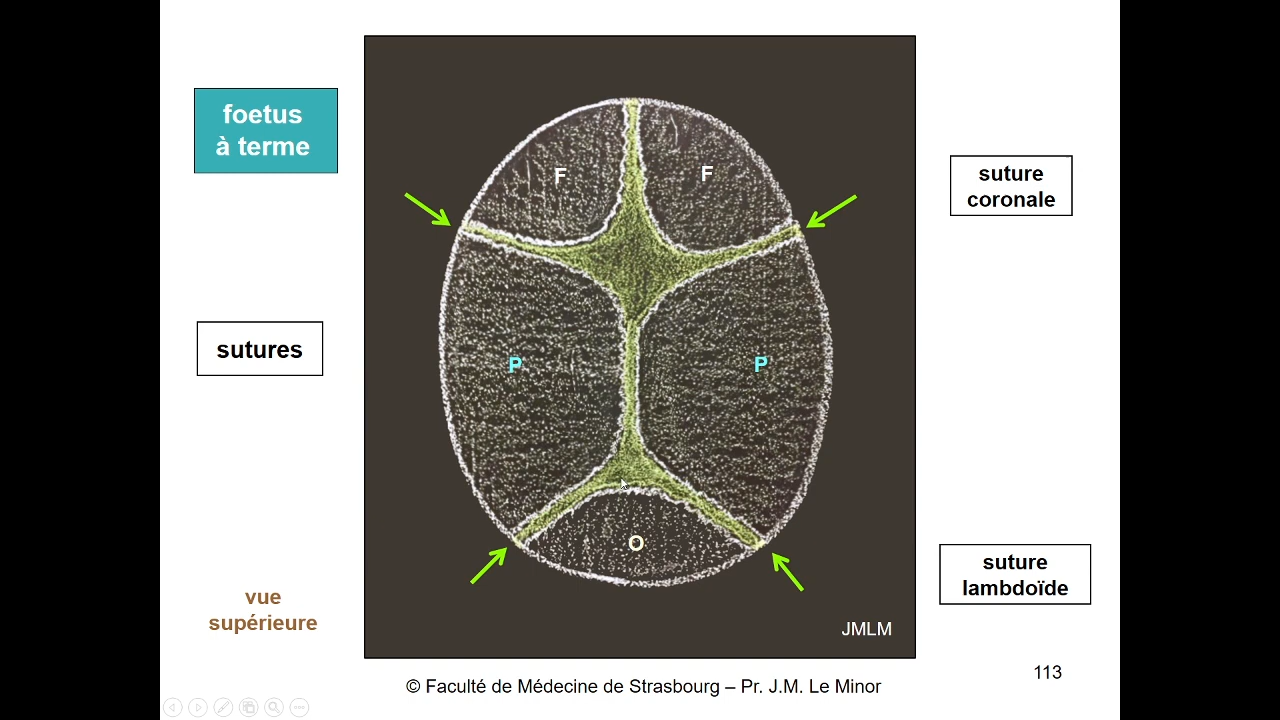 foetus
à terme
F
F
suture
coronale
sutures
P
P
O
suture
lambdoïde
vue
supérieure
JMLM
113
© Faculté de Médecine de Strasbourg – Pr. J.M. Le Minor